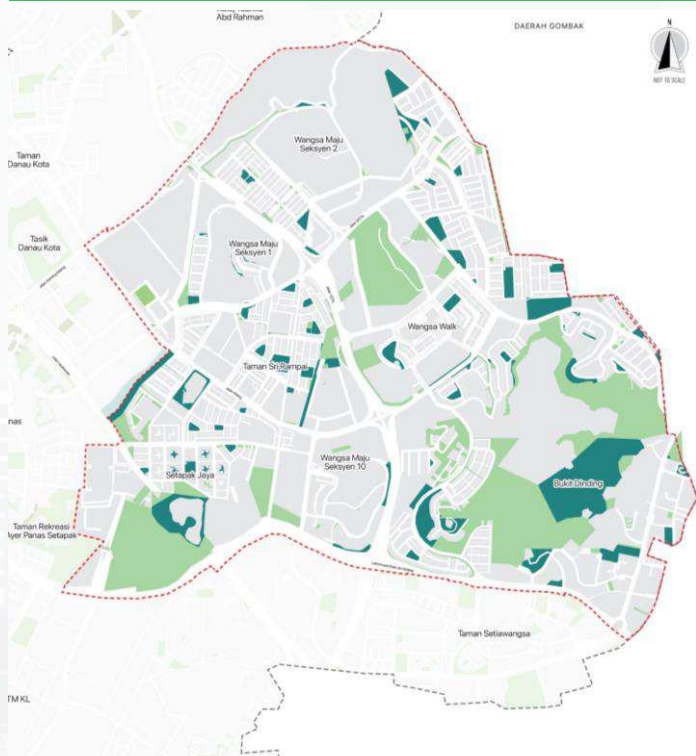 Abd Rahman
DAERAH GOMBAK
N
NOT TO SCALE
Wangsa Maju
Seksyen 2
Taman
Danau Kota
Tasik
Danau Kota
Wangsa Maju
Seksyen 1
Wangsa Walk
Taman Sri Rampai
nas
Wangsa Maju
Seksyen 10
Setapak Jaya
Bukit Dinding
Taman Rekreasi
Ayer Panas Setapak
Taman Setiawangsa
TM KL